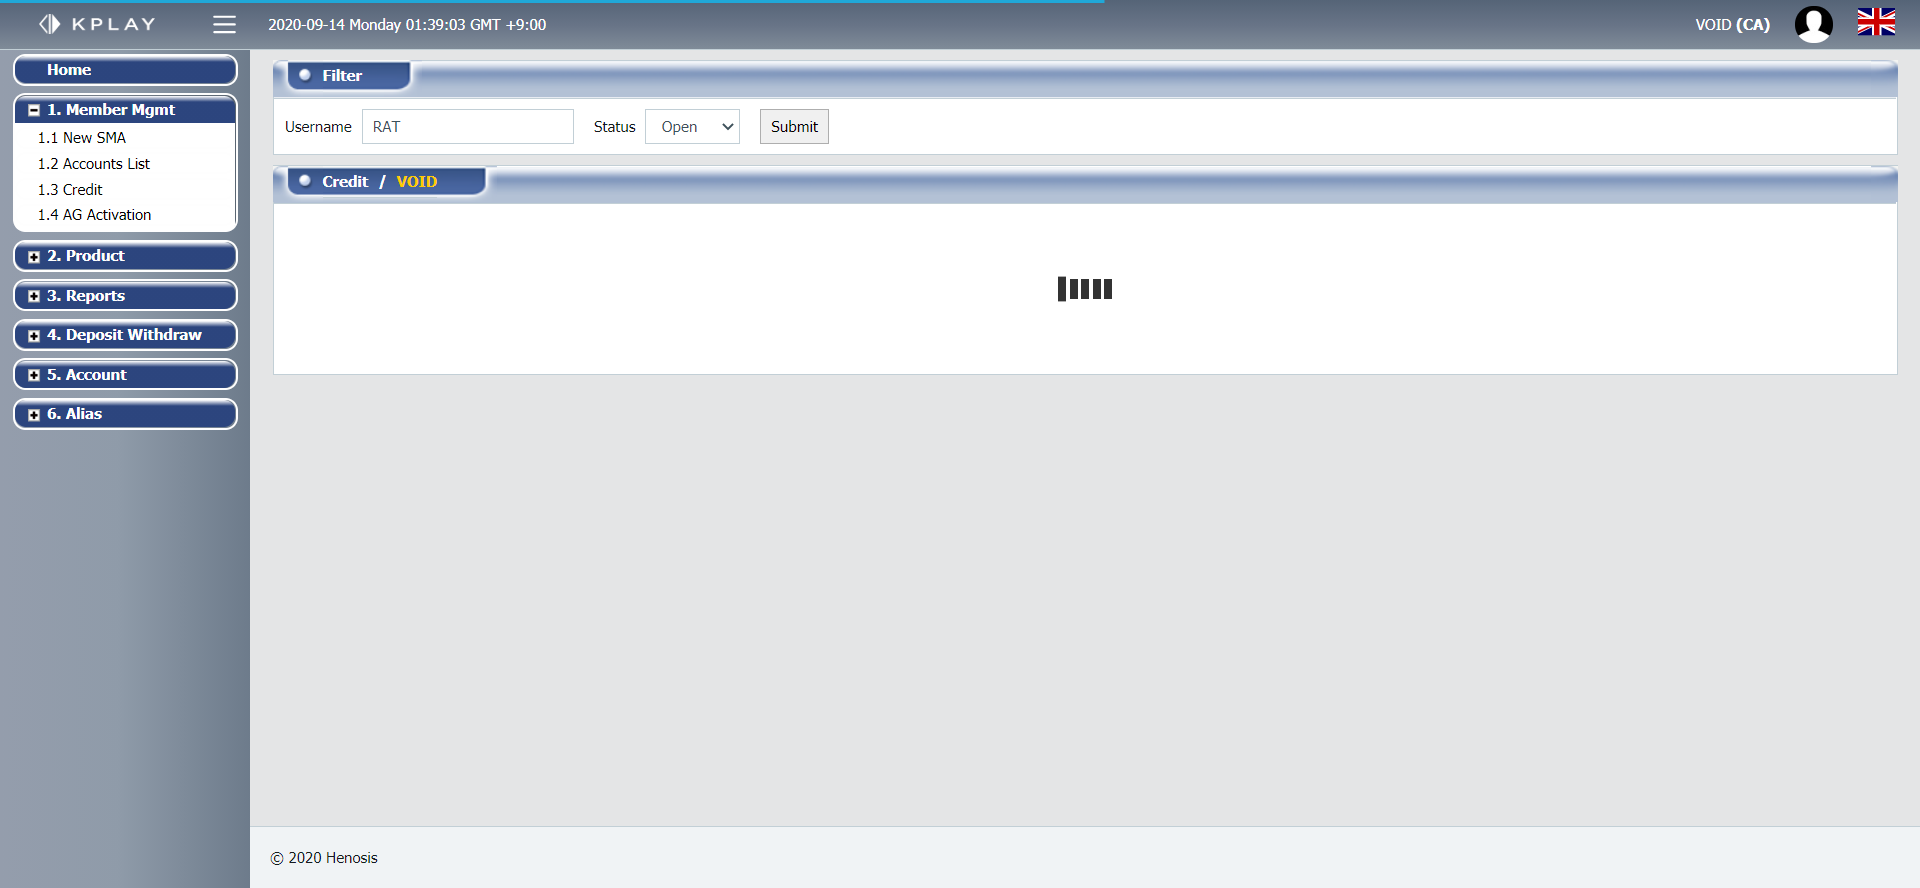 KPLAY
2020-09-14 Monday 01:39:03 GMT +9:00
VOID (CA)
Home
1. Member Mgmt
1.1 New SMA
1.2 Accounts List
1.3 Credit
1.4 AG Activation
2. Product
3. Reports
4. Deposit Withdraw
5. Account
6. Alias
Filter
Username RAT Status Open Submit
Credit / VOID
© 2020 Henosis